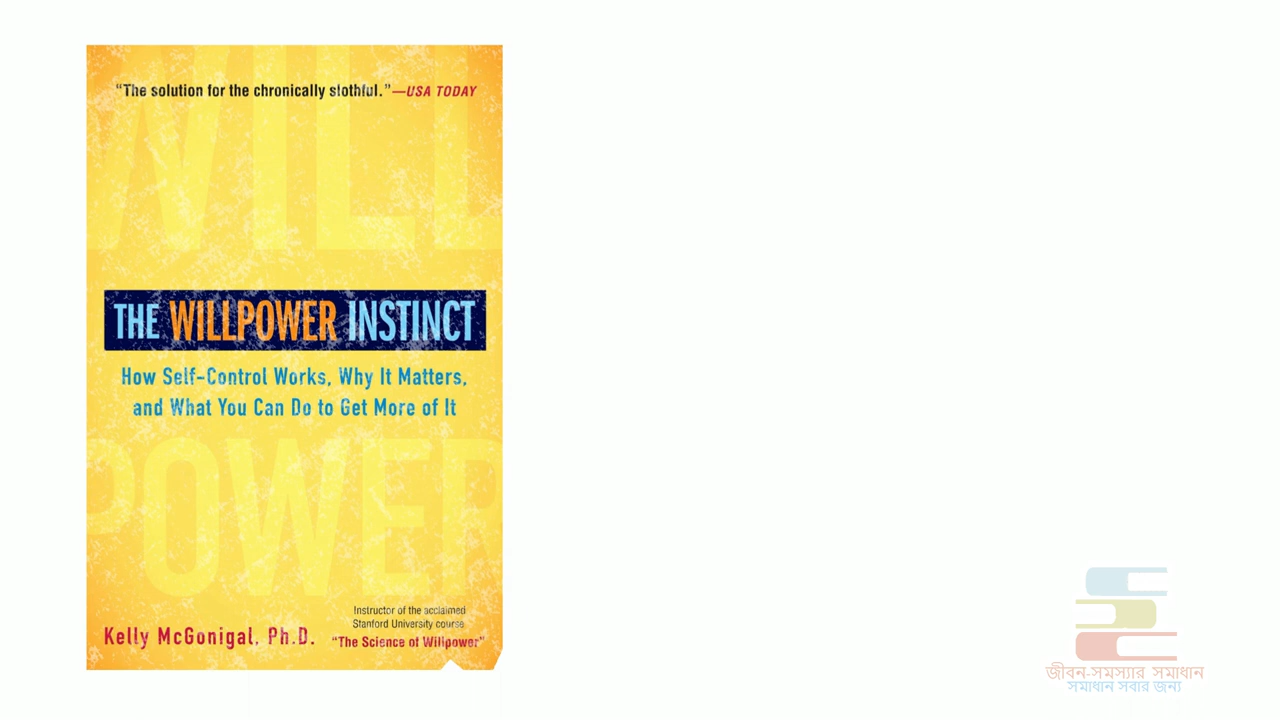 “The solution for the chronically slothful.”—USA TODAY
WILL
THE WILLPOWER INSTINCT
How Self-Control Works, Why It Matters,
and What You Can Do to Get More of It
POWER
Instructor of the acclaimed
Stanford University course
Kelly McGonigal, Ph.D. “The Science of Willpower”
জীবন-সমস্যার সমাধান
সমাধান সবার জন্য